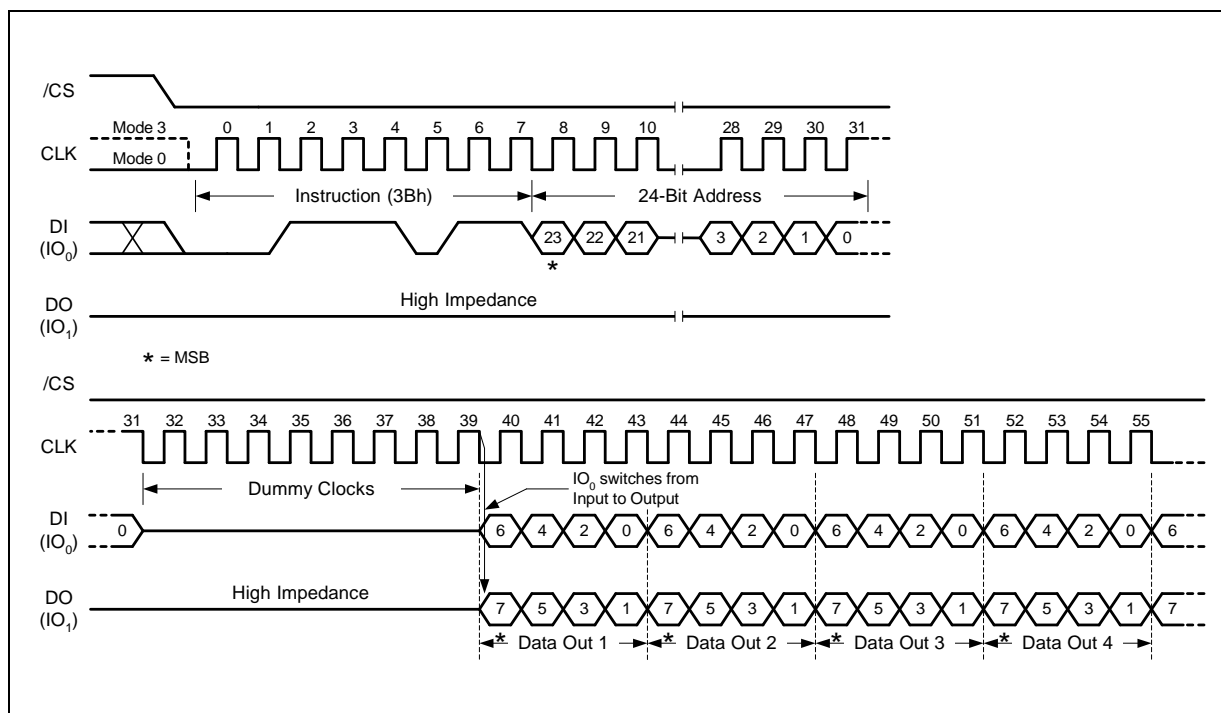 /CS
Mode 3 0 1 2 3 4 5 6 7 8 9 10 28 29 30 31
CLK
Mode 0
Instruction (3Bh) 24-Bit Address
DI
(IO0) 23 22 21 3 2 1 0
*
High Impedance
DO
(IO1)
* = MSB
/CS
31 32 33 34 35 36 37 38 39 40 41 42 43 44 45 46 47 48 49 50 51 52 53 54 55
CLK
Dummy Clocks
IO0 switches from
Input to Output
DI
(IO0) 0 6 4 2 0 6 4 2 0 6 4 2 0 6 4 2 0 6
High Impedance
DO
(IO1) 7 5 3 1 7 5 3 1 7 5 3 1 7 5 3 1 7
* Data Out 1 * Data Out 2 * Data Out 3 * Data Out 4